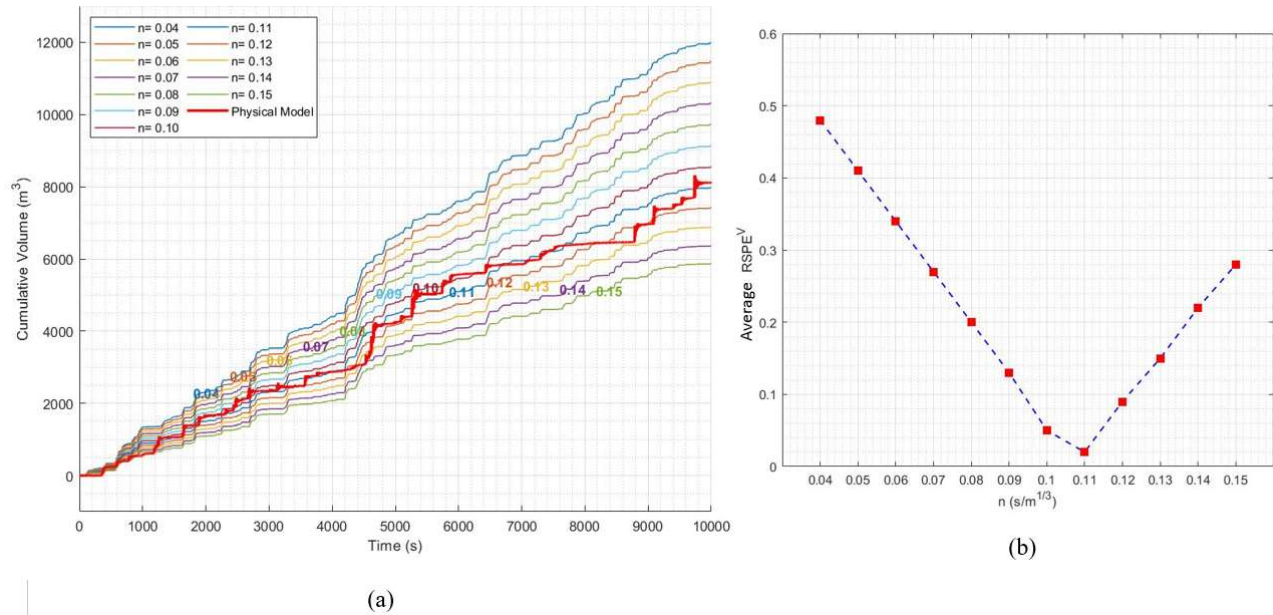 n= 0.04 n= 0.11
n= 0.05 n= 0.12
n= 0.06 n= 0.13
n= 0.07 n= 0.14
n= 0.08 n= 0.15
n= 0.09 Physical Model
n= 0.10
12000
10000
8000
6000
4000
2000
0
Cumulative Volume (m³)
0.04
0.05
0.06
0.07
0.08
0.09
0.10
0.11
0.12
0.13
0.14
0.15
0 1000 2000 3000 4000 5000 6000 7000 8000 9000 10000
Time (s)
(a)
0.6
0.5
0.4
0.3
0.2
0.1
0
Average RSPE^V
0.04 0.05 0.06 0.07 0.08 0.09 0.1 0.11 0.12 0.13 0.14 0.15
n (s/m^1/3)
(b)